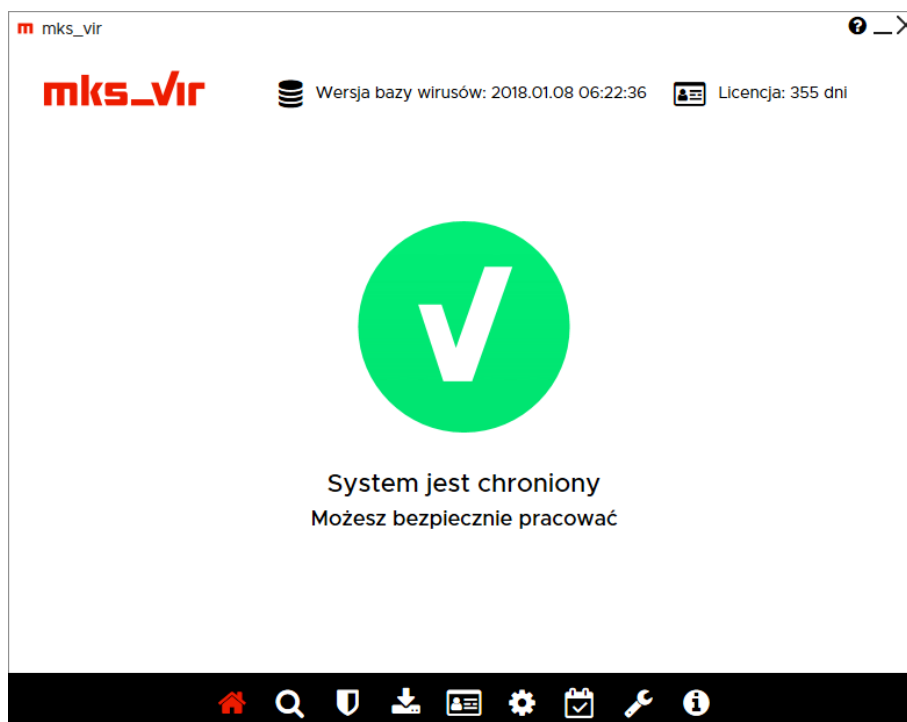 m mks_vir
mks_vir
Wersja bazy wirusów: 2018.01.08 06:22:36
Licencja: 355 dni
System jest chroniony
Możesz bezpiecznie pracować